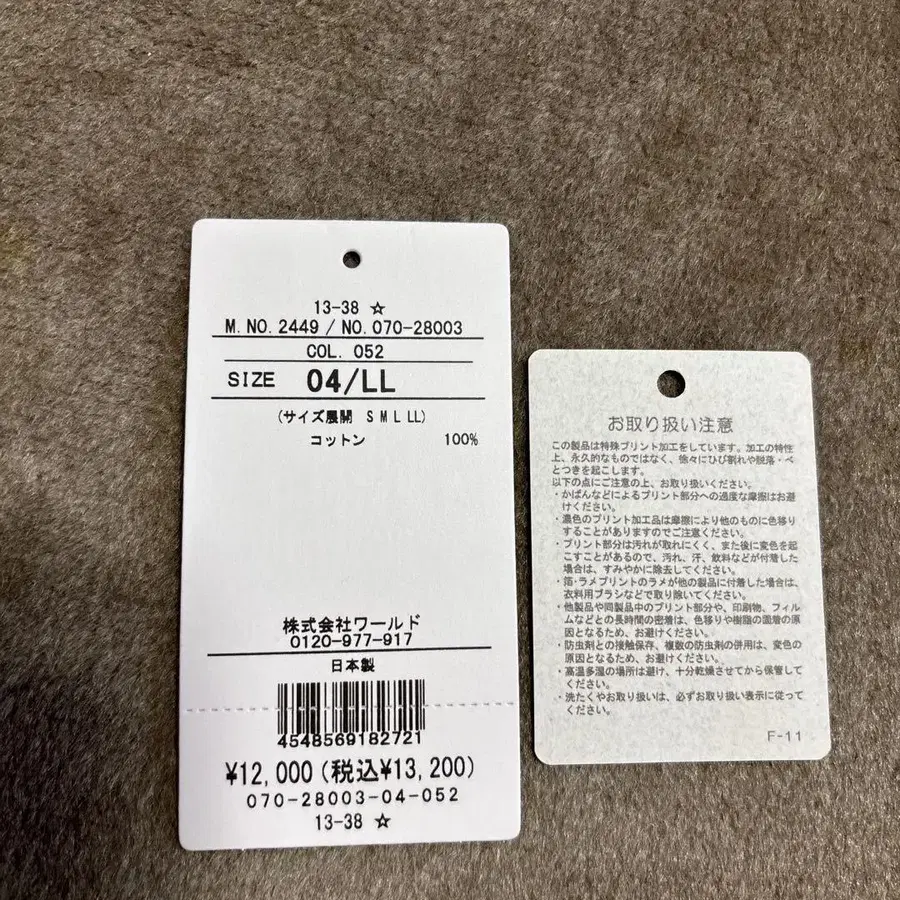 13-38 ☆
M. NO. 2449 / NO. 070-28003
COL. 052
SIZE 04/LL
(サイズ展開 S M L LL)
コットン 100%
株式会社ワールド
0120-977-917
日本製
4548569182721
¥12,000(税込¥13,200)
070-28003-04-052
13-38 ☆
お取り扱い注意
この製品は特殊プリント加工をしています。加工の特性
上、永久的なものではなく、徐々にひび割れや脱落・べ
とつきを起こします。
以下の点にご注意の上、お取り扱いください。
・かばんなどによるプリント部分への過度な摩擦はお避
けください。
・濃色のプリント加工品は摩擦により他のものに色移り
することがありますのでご注意ください。
・プリント部分は汚れが取れにくく、また後に変色を起
こすことがあるので、汚れ、汗、飲料などが付着した
場合は、すみやかに除去してください。
・箔・ラメプリントのラメが他の製品に付着した場合は、
衣料用ブラシなどで取り除いてください。
・他製品や同製品中のプリント部分や、印刷物、フィル
ムなどとの長時間の密着は、色移りや樹脂の固着の原
因となるため、お避けください。
・防虫剤との接触保存、複数の防虫剤の併用は、変色の
原因となるため、お避けください。
・高温多湿の場所は避け、十分乾燥させてから保管して
ください。
・洗たくやお取り扱いは、必ずお取り扱い表示に従って
ください。
F-11